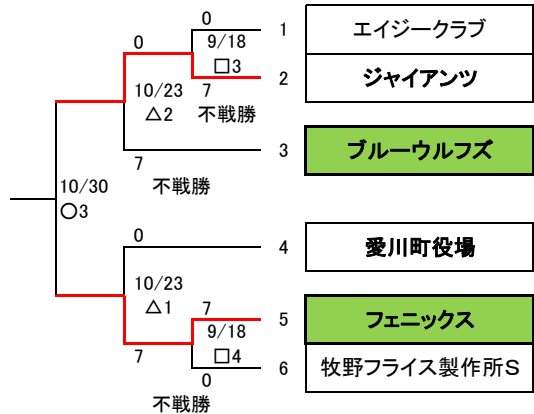 0
9/18
□3
7
不戦勝
1 エイジークラブ
2 ジャイアンツ
0
10/23
△2
7
不戦勝
3 ブルーウルフズ
10/30
○3
0
4 愛川町役場
10/23
△1
7
7
9/18
□4
0
不戦勝
5 フェニックス
6 牧野フライス製作所S